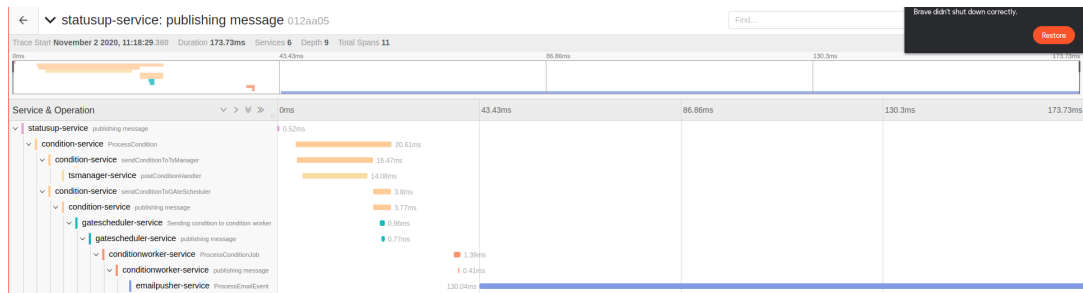 statusup-service: publishing message 012aa05
Find...
Brave didn't shut down correctly.
Restore
Trace Start November 2 2020, 11:18:29.360 Duration 173.73ms Services 6 Depth 9 Total Spans 11
0ms 43.43ms 86.86ms 130.3ms 173.73ms
Service & Operation 0ms 43.43ms 86.86ms 130.3ms 173.73ms
statusup-service publishing message 0.52ms
condition-service ProcessCondition 20.61ms
condition-service sendConditionToTsManager 16.47ms
tsmanager-service postConditionHandler 14.08ms
condition-service sendConditionToGAteScheduler 3.8ms
condition-service publishing message 3.77ms
gatescheduler-service Sending condition to condition worker 0.96ms
gatescheduler-service publishing message 0.77ms
conditionworker-service ProcessConditionJob 1.39ms
conditionworker-service publishing message 0.41ms
emailpusher-service ProcessEmailEvent 130.04ms